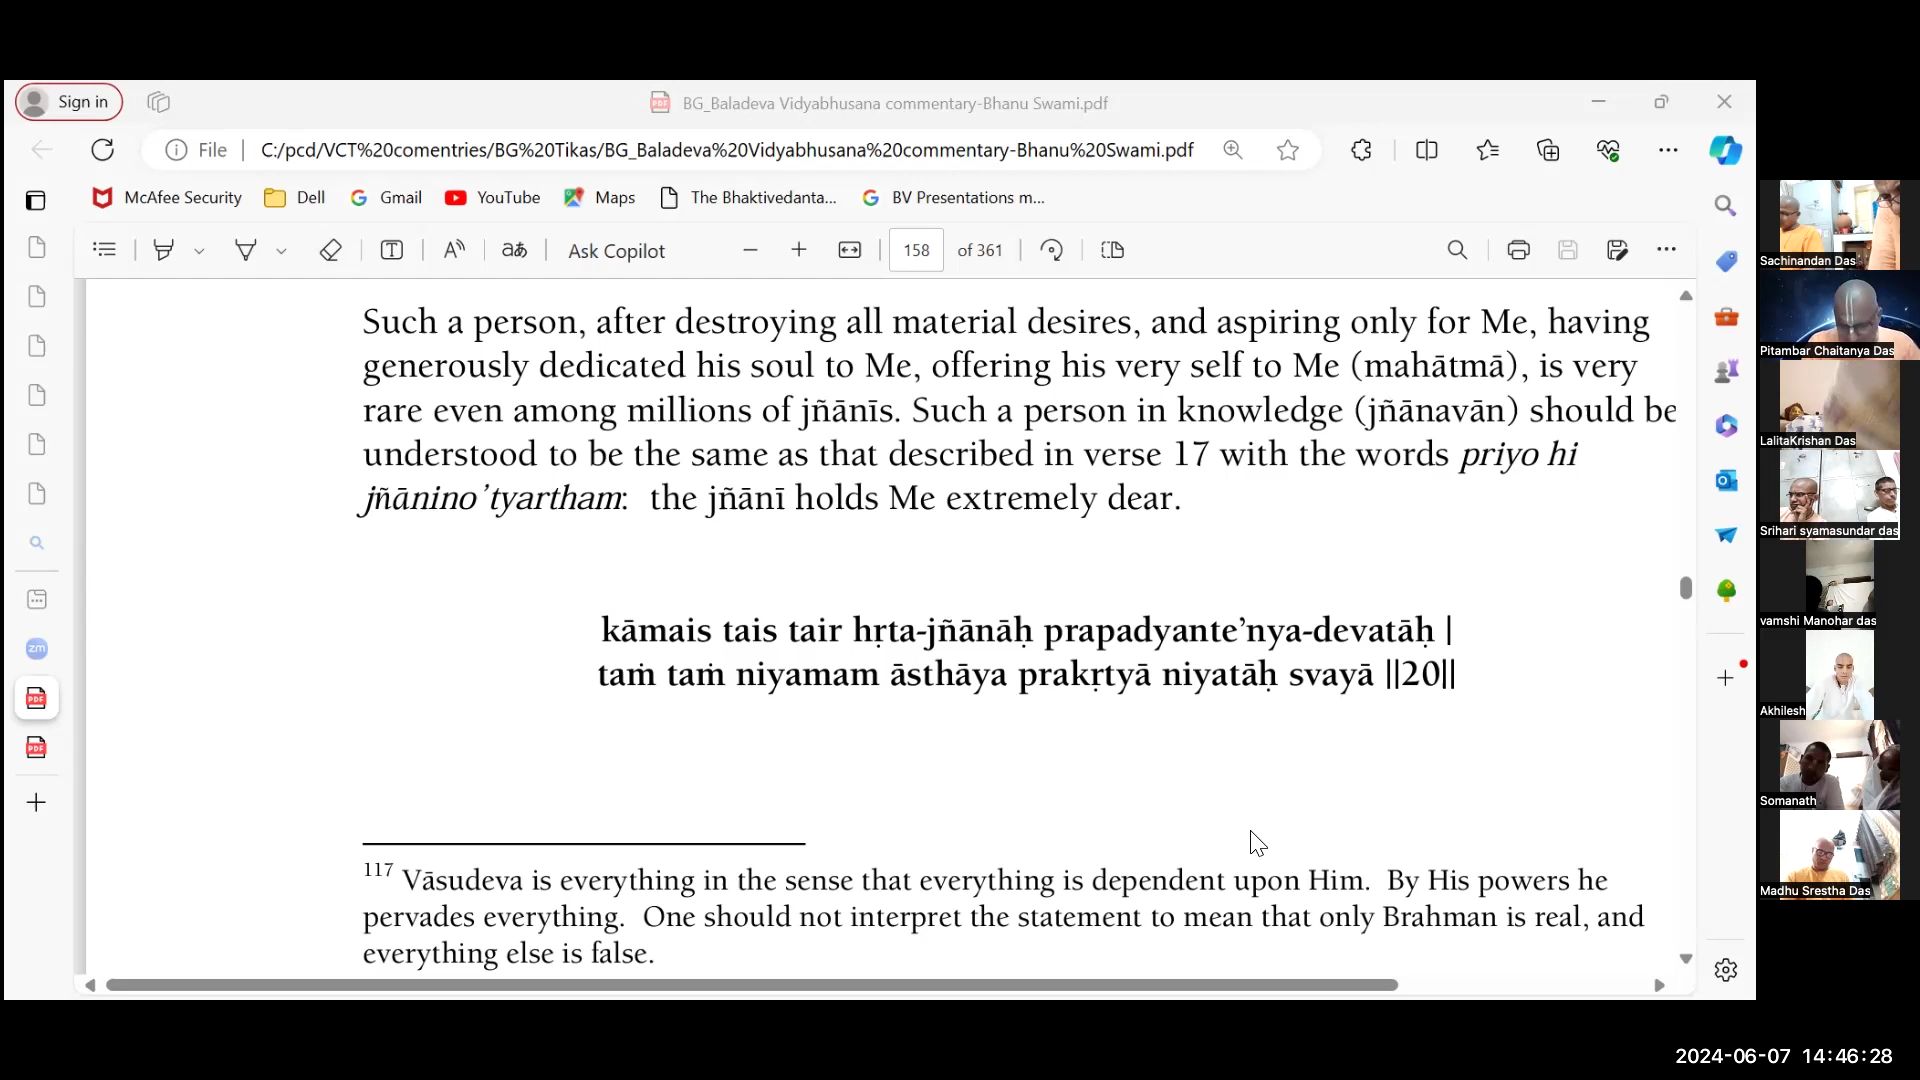 Sign in
BG_Baladeva Vidyabhusana commentary-Bhanu Swami.pdf
File
C:/pcd/VCT%20comentries/BG%20Tikas/BG_Baladeva%20Vidyabhusana%20commentary-Bhanu%20Swami.pdf
McAfee Security Dell Gmail YouTube Maps The Bhaktivedanta... BV Presentations m...
aあ Ask Copilot 158 of 361
Such a person, after destroying all material desires, and aspiring only for Me, having
generously dedicated his soul to Me, offering his very self to Me (mahātmā), is very
rare even among millions of jñānīs. Such a person in knowledge (jñānavān) should be
understood to be the same as that described in verse 17 with the words priyo hi
jñānino’tyartham: the jñānī holds Me extremely dear.
kāmais tais tair hṛta-jñānāḥ prapadyante’nya-devatāḥ |
taṁ taṁ niyamam āsthāya prakṛtyā niyatāḥ svayā ||20||
117 Vāsudeva is everything in the sense that everything is dependent upon Him. By His powers he
pervades everything. One should not interpret the statement to mean that only Brahman is real, and
everything else is false.
zm
PDF
PDF
Sachinandan Das
Pitambar Chaitanya Das
LalitaKrishan Das
Srihari syamasundar das
vamshi Manohar das
Akhilesh
Somanath
Madhu Srestha Das
2024-06-07 14:46:28